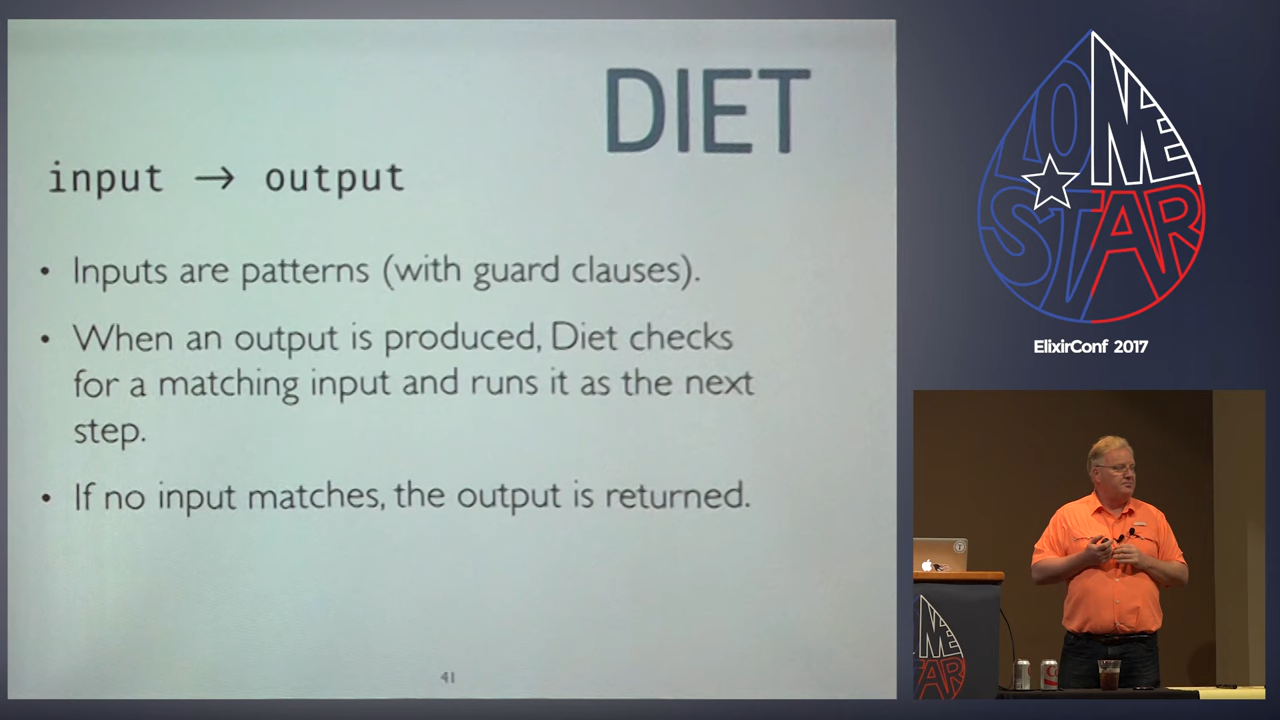 DIET
input → output
• Inputs are patterns (with guard clauses).
• When an output is produced, Diet checks
for a matching input and runs it as the next
step.
• If no input matches, the output is returned.
41
LONE
STAR
ElixirConf 2017
LONE
STAR